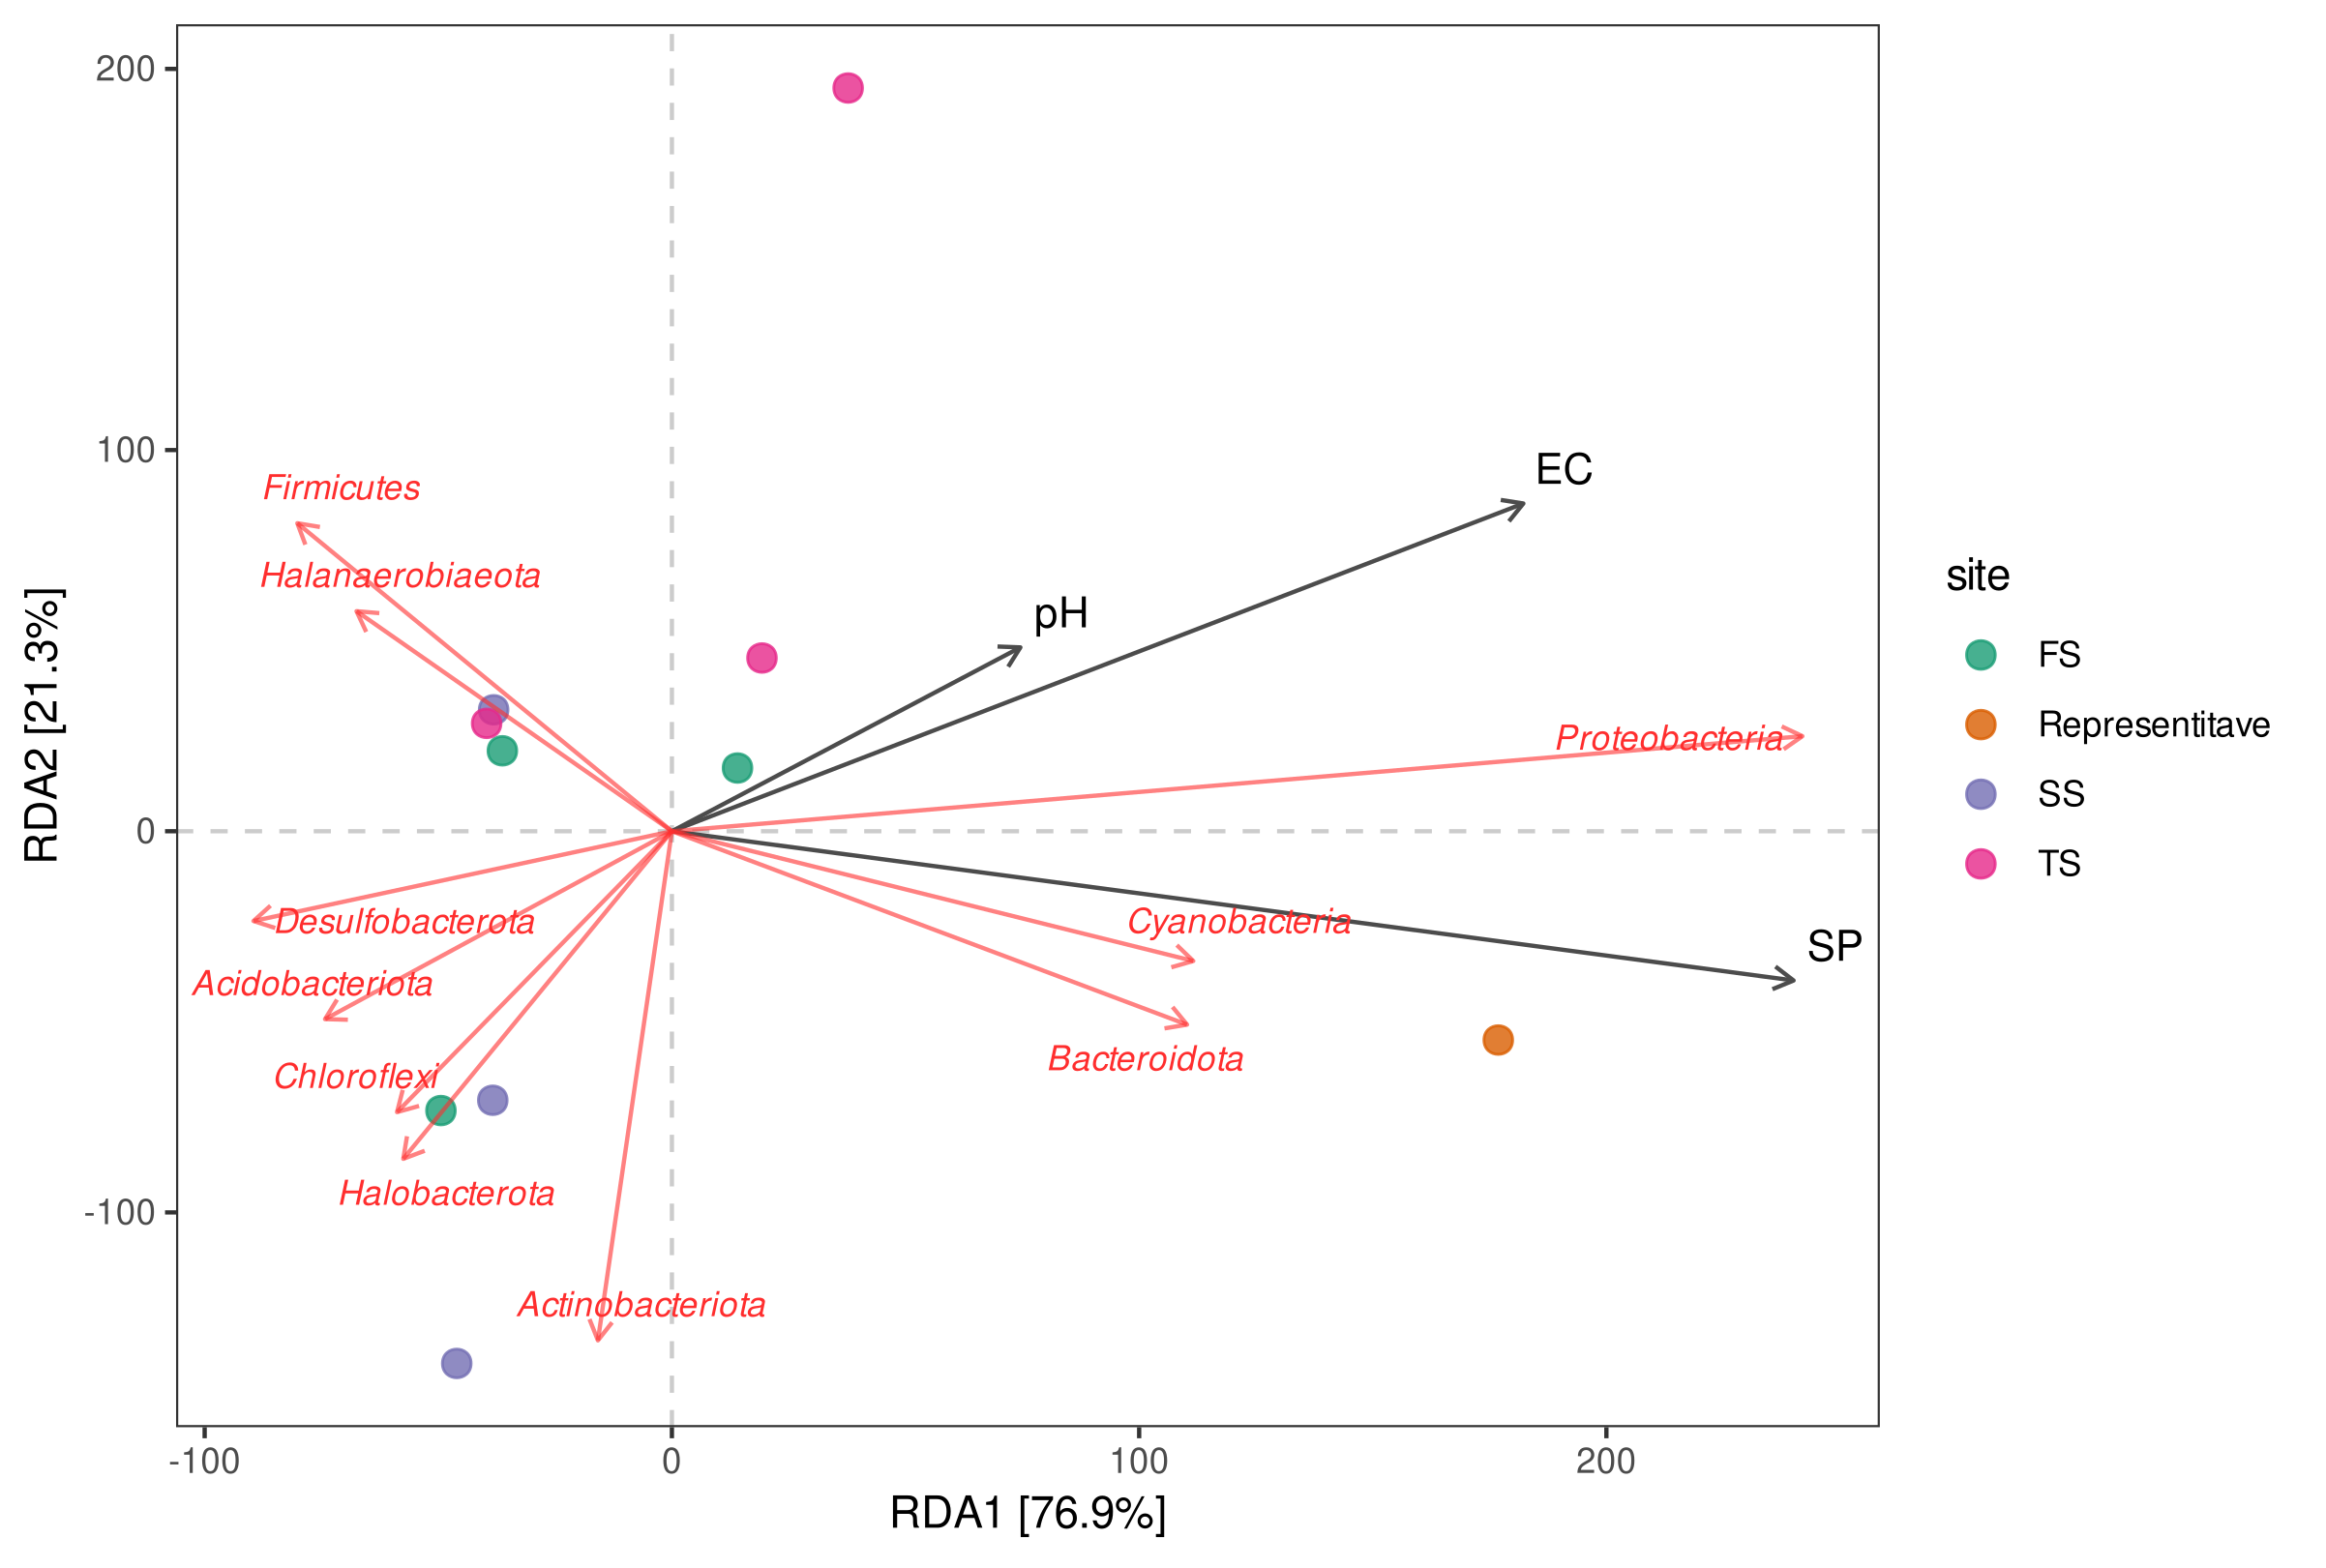 200
100
0
-100
RDA2 [21.3%]
Firmicutes
Halanaerobiaeota
EC
pH
Proteobacteria
Desulfobacterota
Cyanobacteria
SP
Acidobacteriota
Bacteroidota
Chloroflexi
Halobacterota
Actinobacteriota
-100
0
100
200
RDA1 [76.9%]
site
FS
Representitave
SS
TS